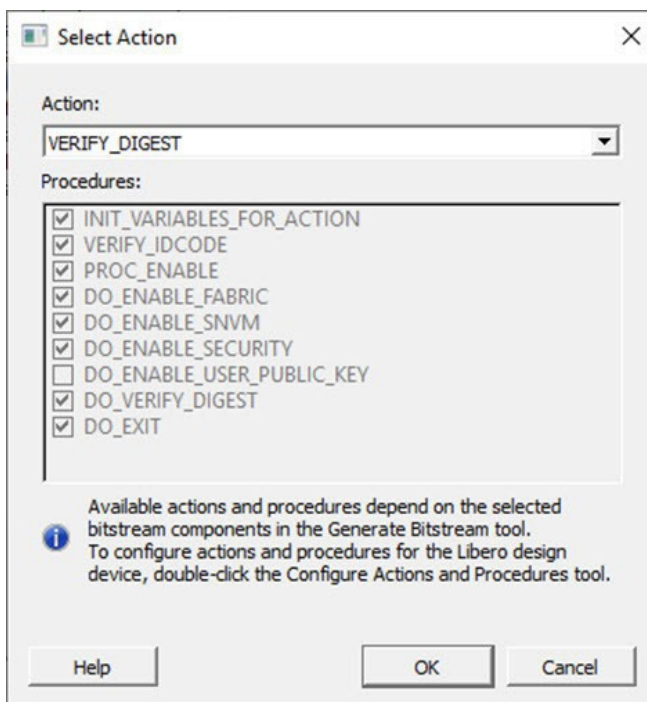 Select Action
Action:
VERIFY_DIGEST
Procedures:
INIT_VARIABLES_FOR_ACTION
VERIFY_IDCODE
PROC_ENABLE
DO_ENABLE_FABRIC
DO_ENABLE_SNVM
DO_ENABLE_SECURITY
DO_ENABLE_USER_PUBLIC_KEY
DO_VERIFY_DIGEST
DO_EXIT
Available actions and procedures depend on the selected
bitstream components in the Generate Bitstream tool.
To configure actions and procedures for the Libero design
device, double-click the Configure Actions and Procedures tool.
Help OK Cancel